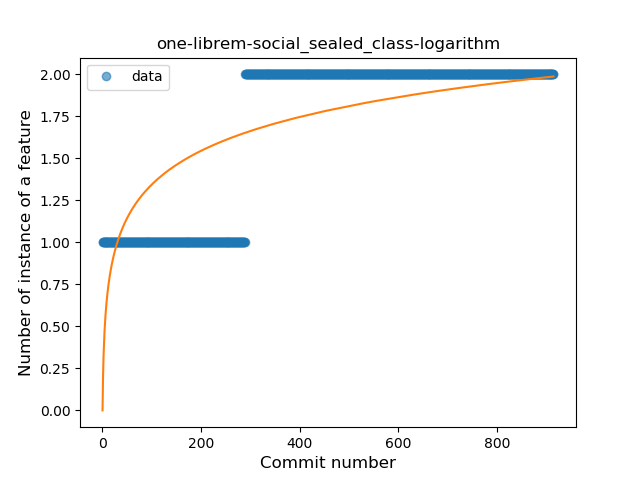 one-librem-social_sealed_class-logarithm
data
Number of instance of a feature
2.00
1.75
1.50
1.25
1.00
0.75
0.50
0.25
0.00
0 200 400 600 800
Commit number